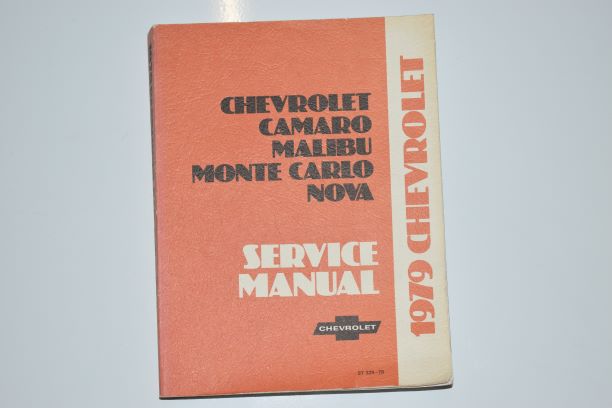 CHEVROLET
CAMARO
MALIBU
MONTE CARLO
NOVA
SERVICE
MANUAL
CHEVROLET
1979 CHEVROLET